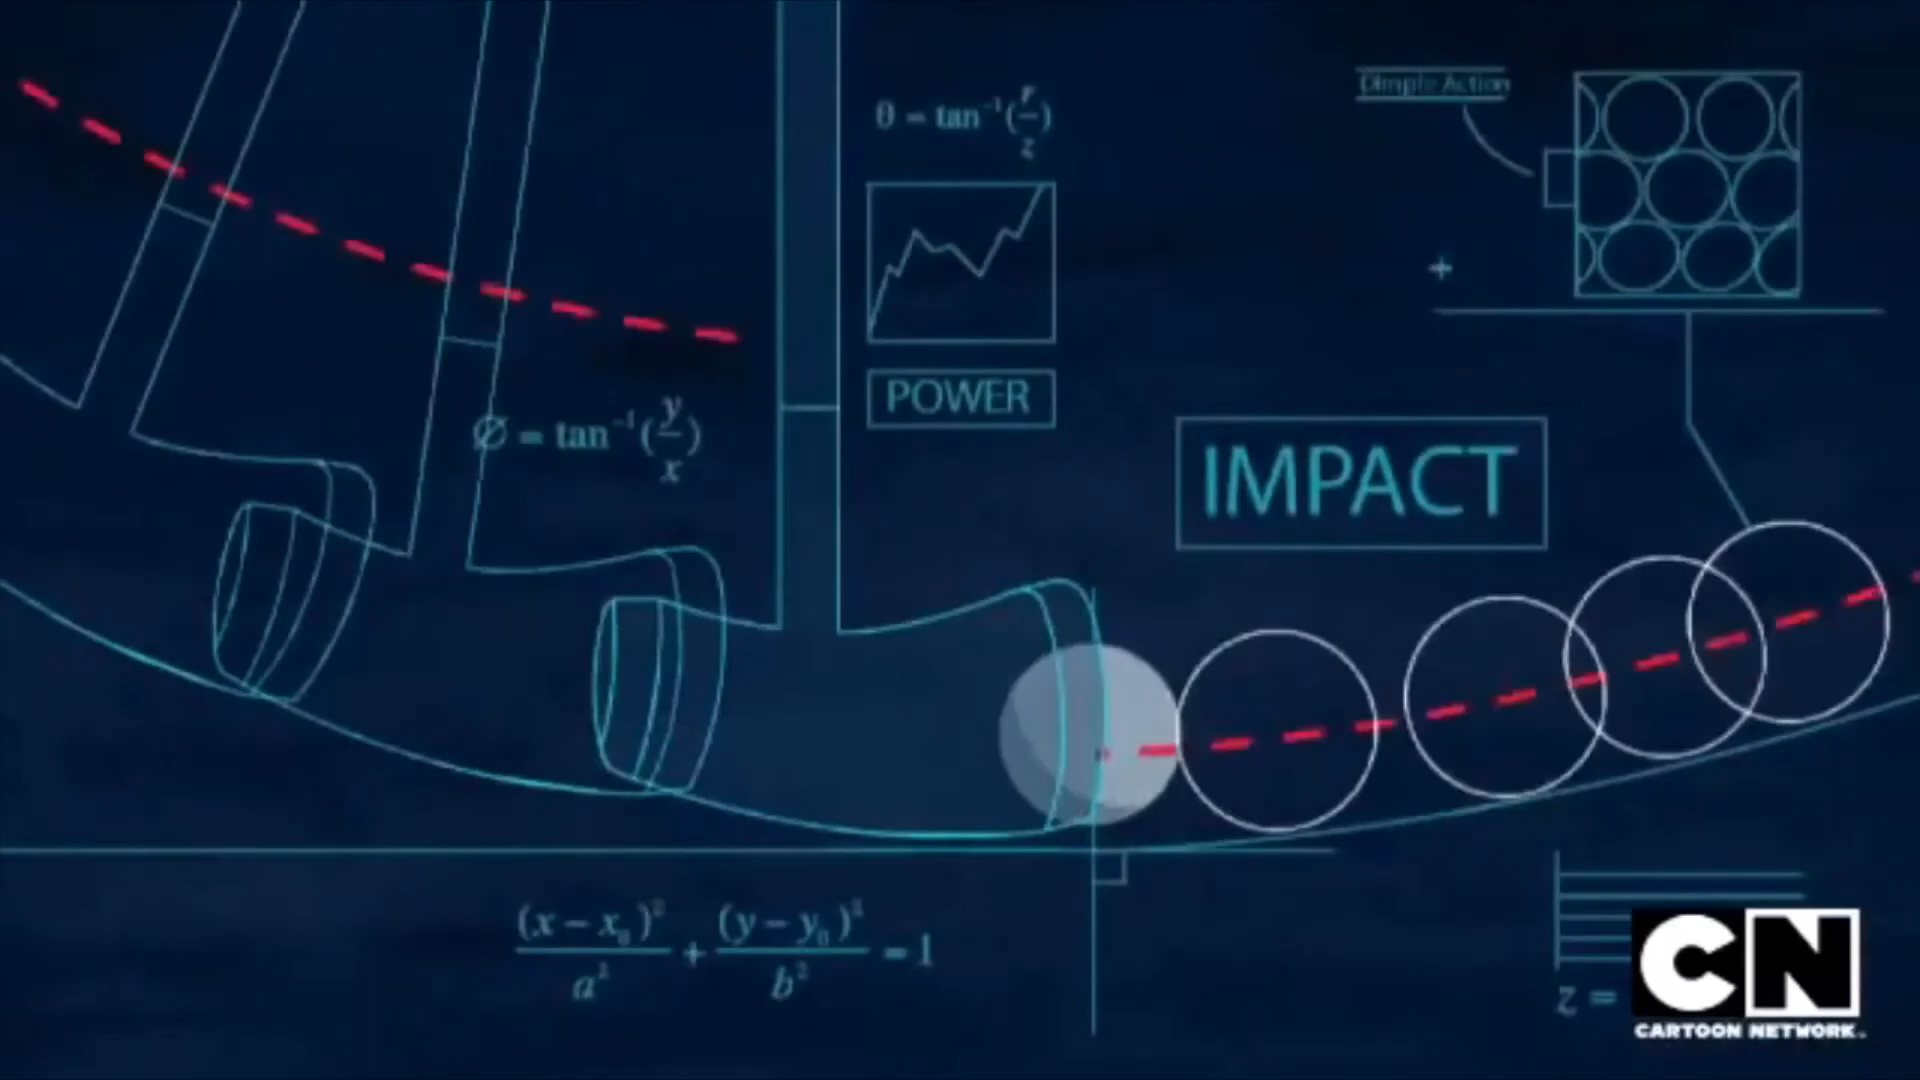 θ = tan⁻¹(r/z)
Dimple Action
POWER
Ø = tan⁻¹(y/x)
IMPACT
(x − x₀)²/a² + (y − y₀)²/b² = 1
z =
CN
CARTOON NETWORK